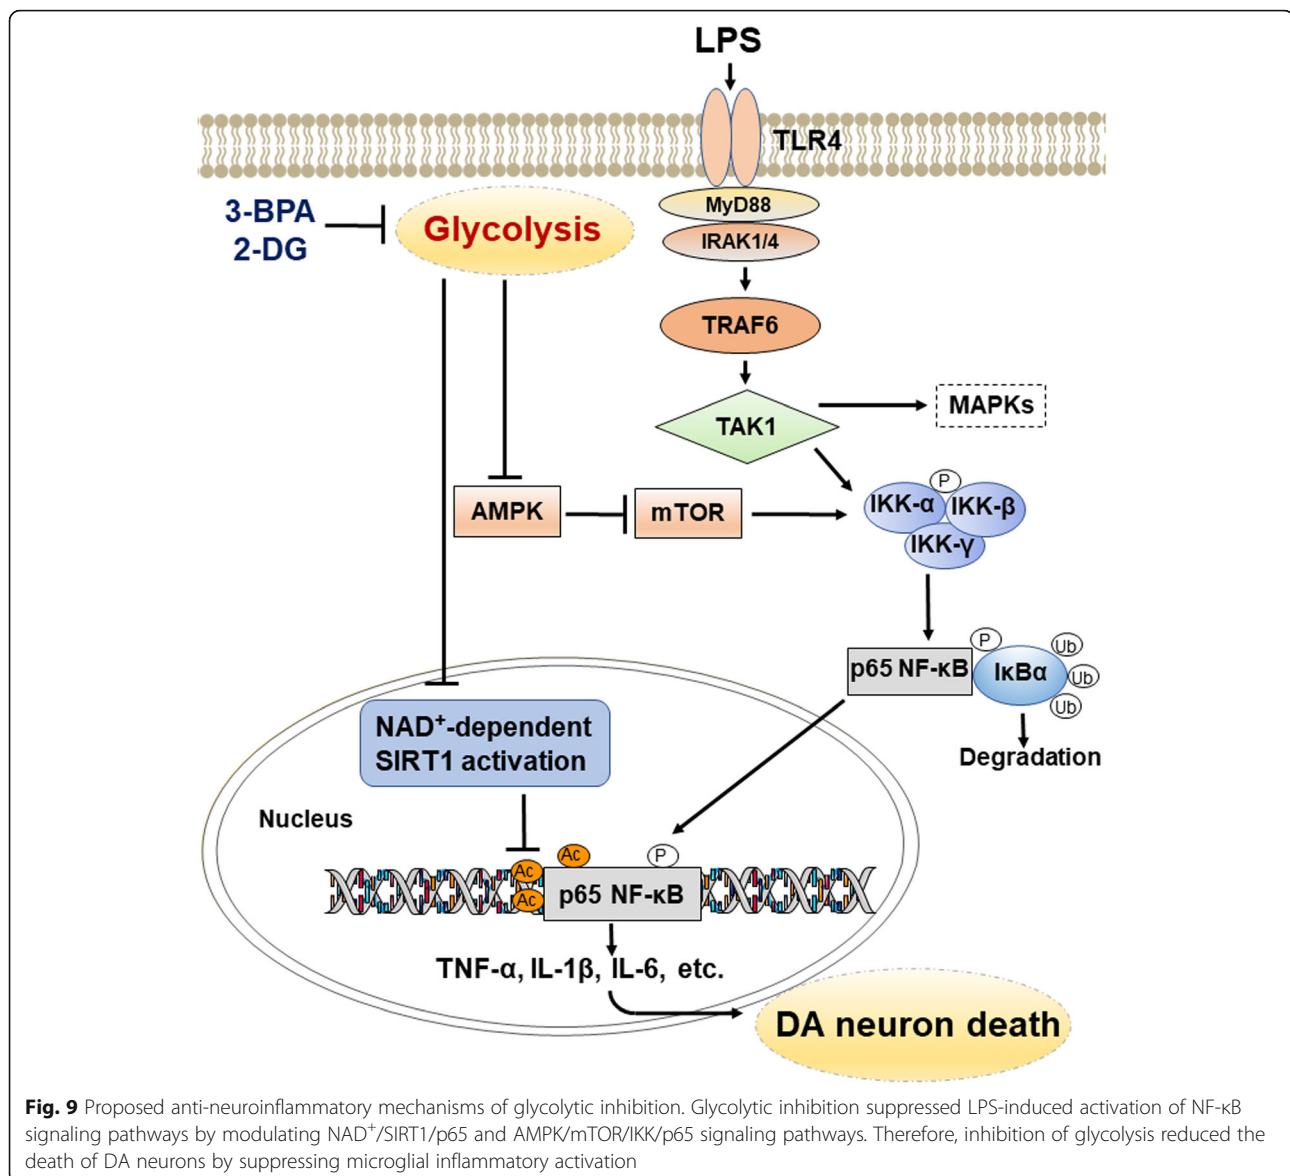 LPS
TLR4
MyD88
IRAK1/4
3-BPA
2-DG
Glycolysis
TRAF6
TAK1
MAPKs
AMPK
mTOR
P
IKK-α
IKK-β
IKK-γ
P
p65 NF-κB
IκBα
Ub
Ub
Ub
Degradation
NAD⁺-dependent
SIRT1 activation
Nucleus
Ac
Ac
Ac
P
p65 NF-κB
TNF-α, IL-1β, IL-6, etc.
DA neuron death
Fig. 9 Proposed anti-neuroinflammatory mechanisms of glycolytic inhibition. Glycolytic inhibition suppressed LPS-induced activation of NF-κB
signaling pathways by modulating NAD⁺/SIRT1/p65 and AMPK/mTOR/IKK/p65 signaling pathways. Therefore, inhibition of glycolysis reduced the
death of DA neurons by suppressing microglial inflammatory activation